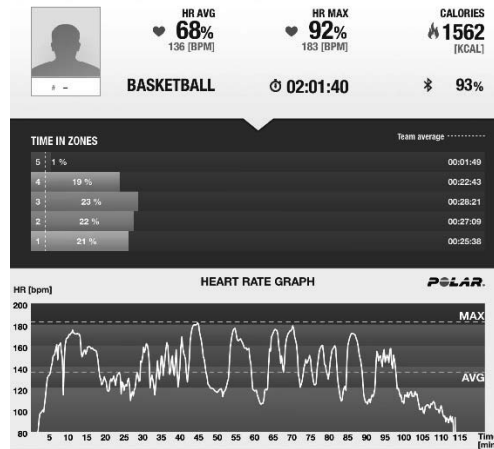 HR AVG
68%
136 [BPM]
HR MAX
92%
183 [BPM]
CALORIES
1562
[KCAL]
BASKETBALL
02:01:40
93%
TIME IN ZONES
Team average
5 1 % 00:01:49
4 19 % 00:22:43
3 23 % 00:28:21
2 22 % 00:27:09
1 21 % 00:25:38
HEART RATE GRAPH
POLAR.
HR [bpm]
200
180
160
140
120
100
80
MAX
AVG
5 10 15 20 25 30 35 40 45 50 55 60 65 70 75 80 85 90 95 100 105 110 115 Time
[min]